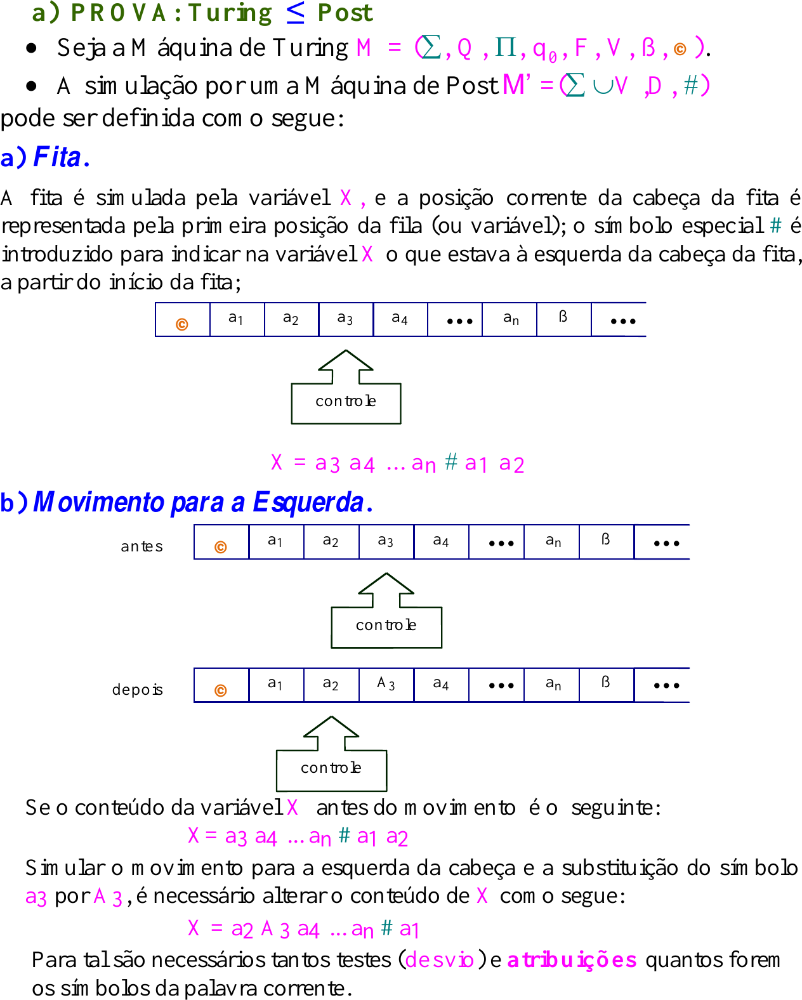 a) PROVA: Turing ≤ Post
• Seja a Máquina de Turing M = (Σ, Q, Π, q₀, F, V, ß, ©).
• A simulação por uma Máquina de Post M' =(Σ ∪V ,D, #)
pode ser definida como segue:
a) Fita.
A fita é simulada pela variável X, e a posição corrente da cabeça da fita é
representada pela primeira posição da fila (ou variável); o símbolo especial # é
introduzido para indicar na variável X o que estava à esquerda da cabeça da fita,
a partir do início da fita;
© a₁ a₂ a₃ a₄ ••• aₙ ß •••
controle
X = a₃ a₄ ... aₙ # a₁ a₂
b) Movimento para a Esquerda.
antes © a₁ a₂ a₃ a₄ ••• aₙ ß •••
controle
depois © a₁ a₂ A₃ a₄ ••• aₙ ß •••
controle
Se o conteúdo da variável X antes do movimento é o seguinte:
X = a₃ a₄ ... aₙ # a₁ a₂
Simular o movimento para a esquerda da cabeça e a substituição do símbolo
a₃ por A₃, é necessário alterar o conteúdo de X como segue:
X = a₂ A₃ a₄ ... aₙ # a₁
Para tal são necessários tantos testes (desvio) e atribuições quantos forem
os símbolos da palavra corrente.